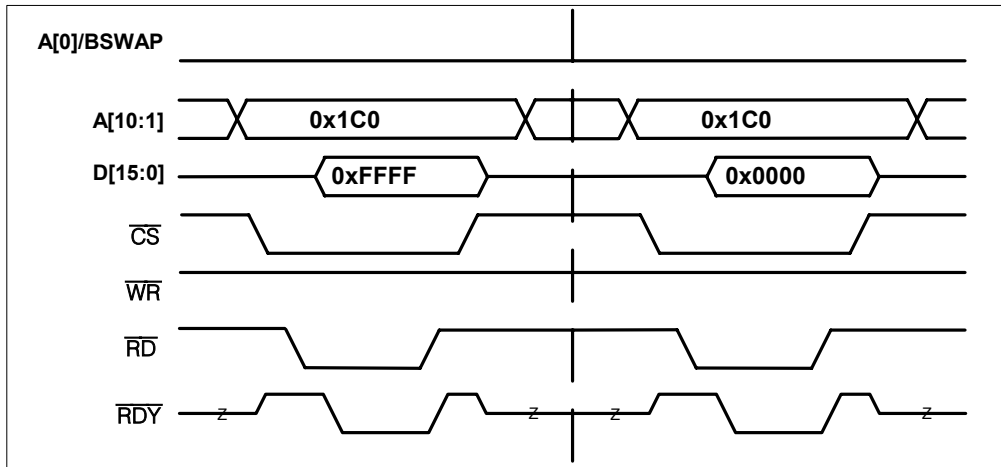 A[0]/BSWAP
A[10:1] 0x1C0 0x1C0
D[15:0] 0xFFFF 0x0000
CS
WR
RD
RDY Z Z Z Z